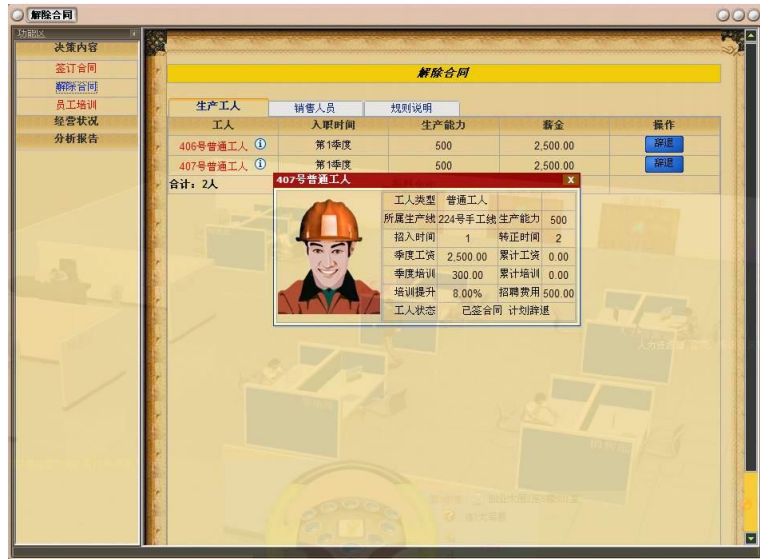 解除合同
功能区
决策内容
签订合同
解除合同
员工培训
经营状况
分析报告
解除合同
生产工人 销售人员 规则说明
工人 入职时间 生产能力 薪金 操作
406号普通工人 第1季度 500 2,500.00 辞退
407号普通工人 第1季度 500 2,500.00 辞退
合计：2人
407号普通工人 X
工人类型 普通工人
所属生产线 224号手工线 生产能力 500
招入时间 1 转正时间 2
季度工资 2,500.00 累计工资 0.00
季度培训 300.00 累计培训 0.00
培训提升 8.00% 招聘费用 500.00
工人状态 已签合同 计划辞退